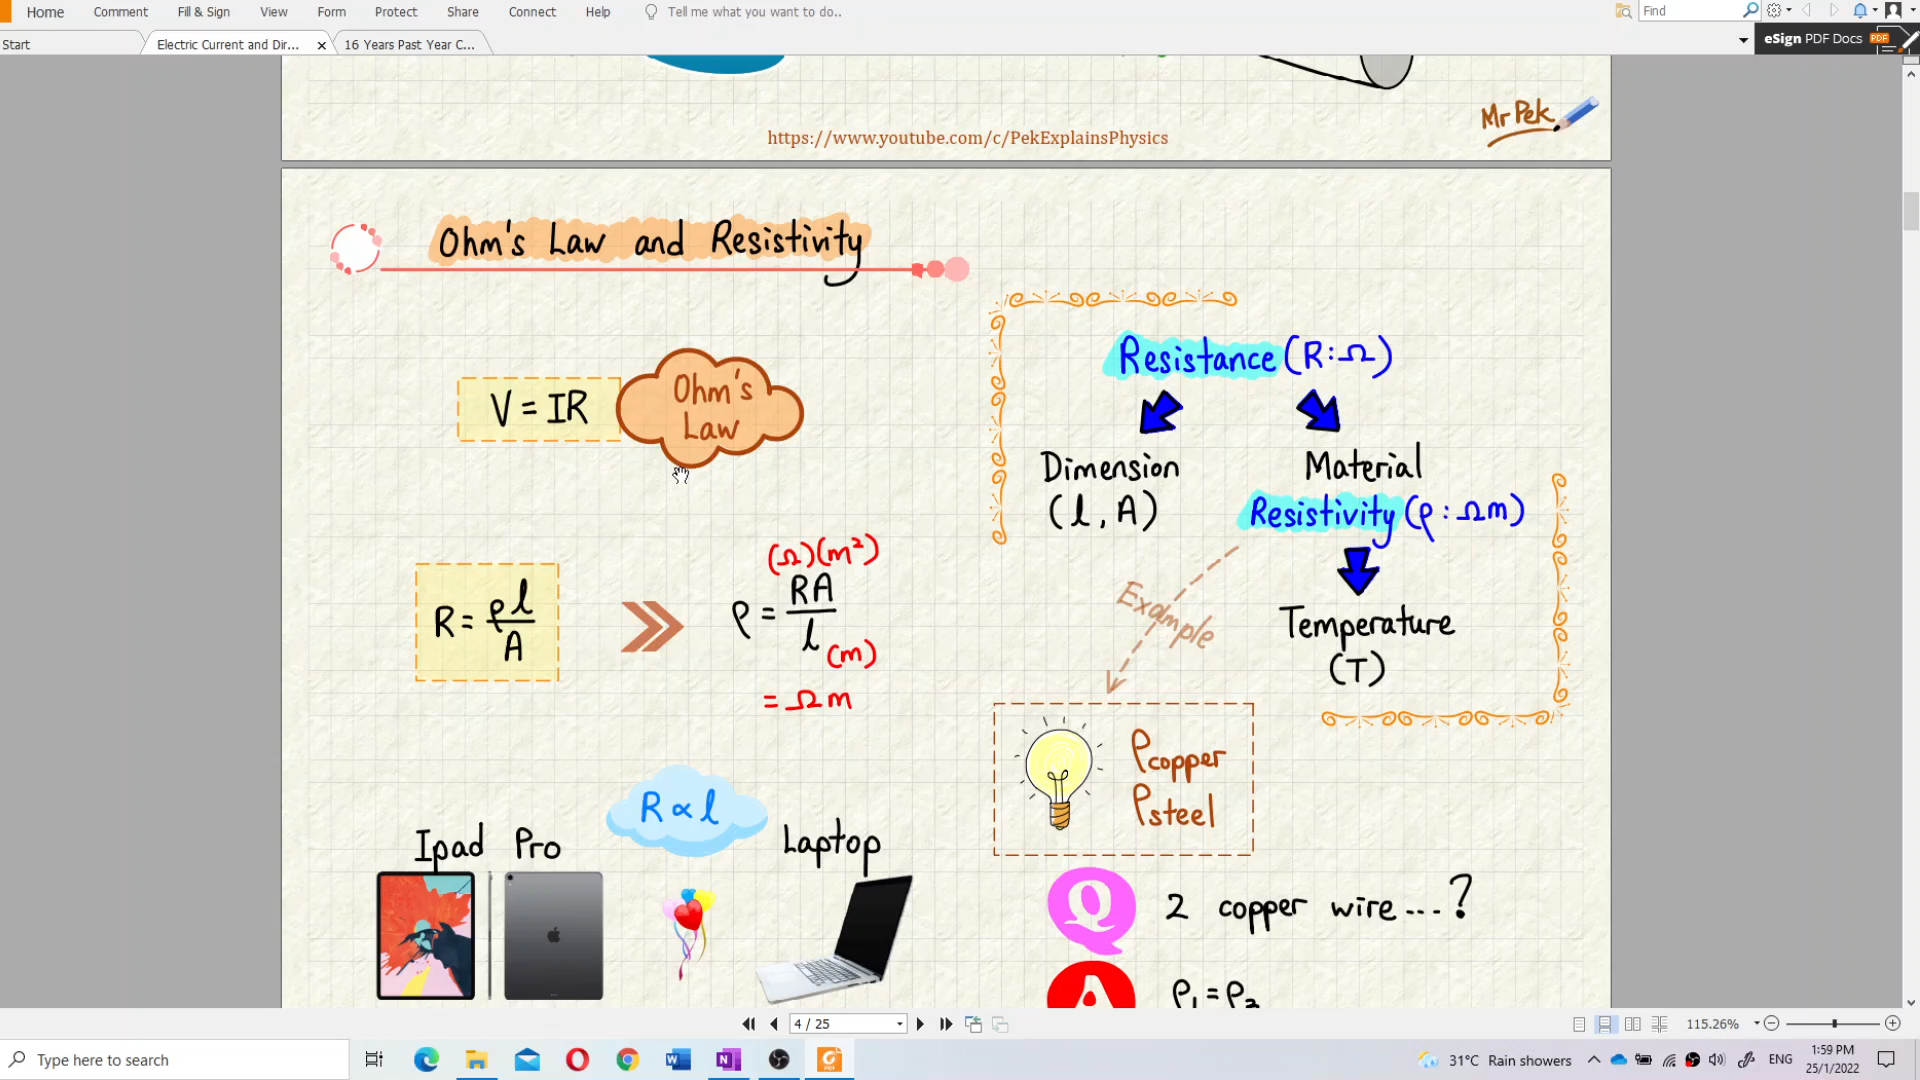 Home Comment Fill & Sign View Form Protect Share Connect Help Tell me what you want to do.. Find
Start Electric Current and Dir... 16 Years Past Year C... eSign PDF Docs PDF
Mr Pek
https://www.youtube.com/c/PekExplainsPhysics
Ohm's Law and Resistivity
V = IR
Ohm's
Law
Resistance (R:Ω)
Dimension
(l, A)
Material
Resistivity (ρ : Ωm)
Temperature
(T)
Example
R = ρl/A
(Ω)(m²)
ρ = RA/l
(m)
= Ωm
ρcopper
ρsteel
R ∝ l
Ipad Pro
Laptop
Q 2 copper wire...?
A ρ₁ = ρ₂
4 / 25
115.26%
Type here to search
31°C Rain showers
ENG
1:59 PM
25/1/2022